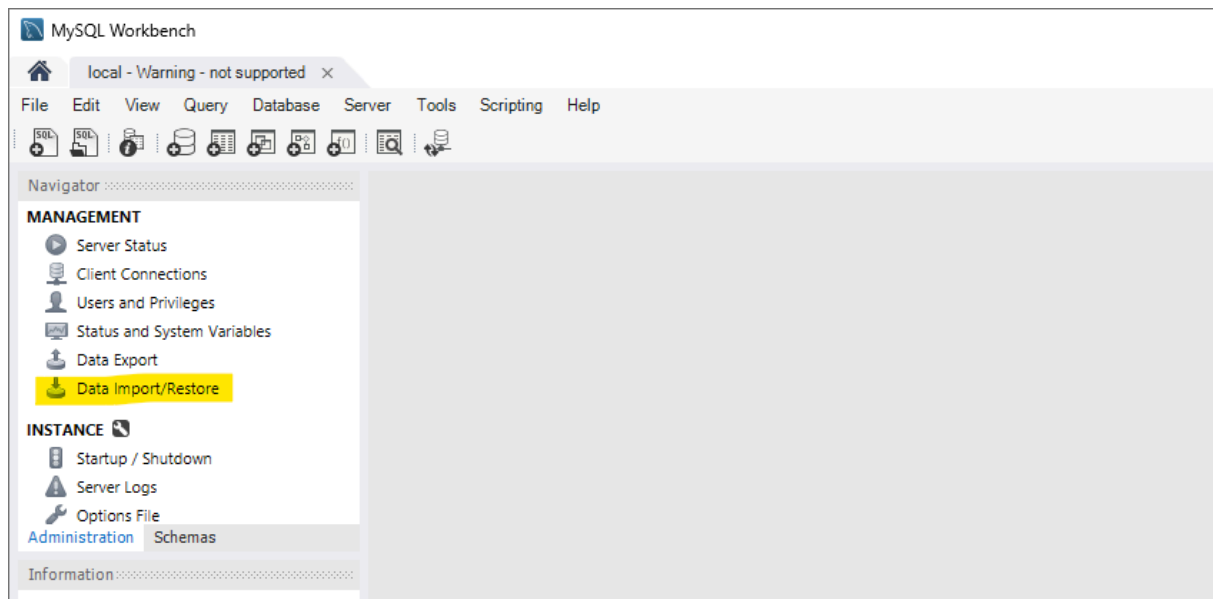 MySQL Workbench
local - Warning - not supported ×
File Edit View Query Database Server Tools Scripting Help
SQL SQL i f()
Navigator
MANAGEMENT
Server Status
Client Connections
Users and Privileges
Status and System Variables
Data Export
Data Import/Restore
INSTANCE
Startup / Shutdown
Server Logs
Options File
Administration Schemas
Information